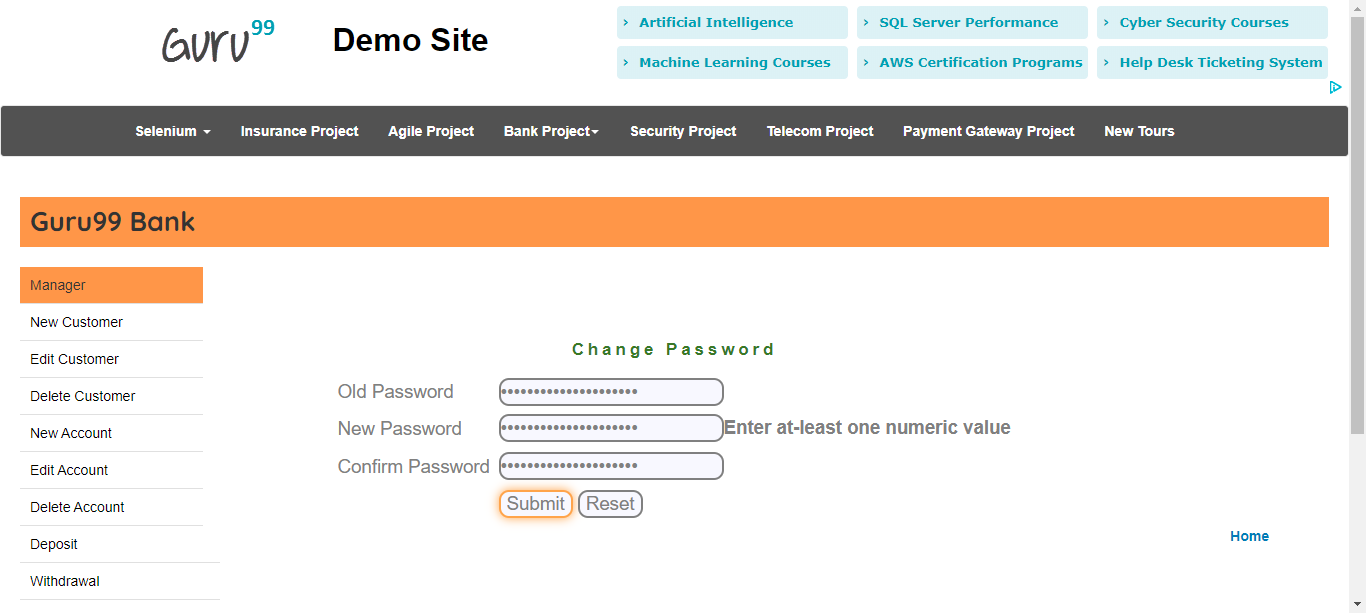 Guru99
Demo Site
Artificial Intelligence
SQL Server Performance
Cyber Security Courses
Machine Learning Courses
AWS Certification Programs
Help Desk Ticketing System
Selenium
Insurance Project
Agile Project
Bank Project
Security Project
Telecom Project
Payment Gateway Project
New Tours
Guru99 Bank
Manager
New Customer
Edit Customer
Delete Customer
New Account
Edit Account
Delete Account
Deposit
Withdrawal
Change Password
Old Password •••••••••••••••••••••
New Password ••••••••••••••••••••• Enter at-least one numeric value
Confirm Password •••••••••••••••••••••
Submit Reset
Home